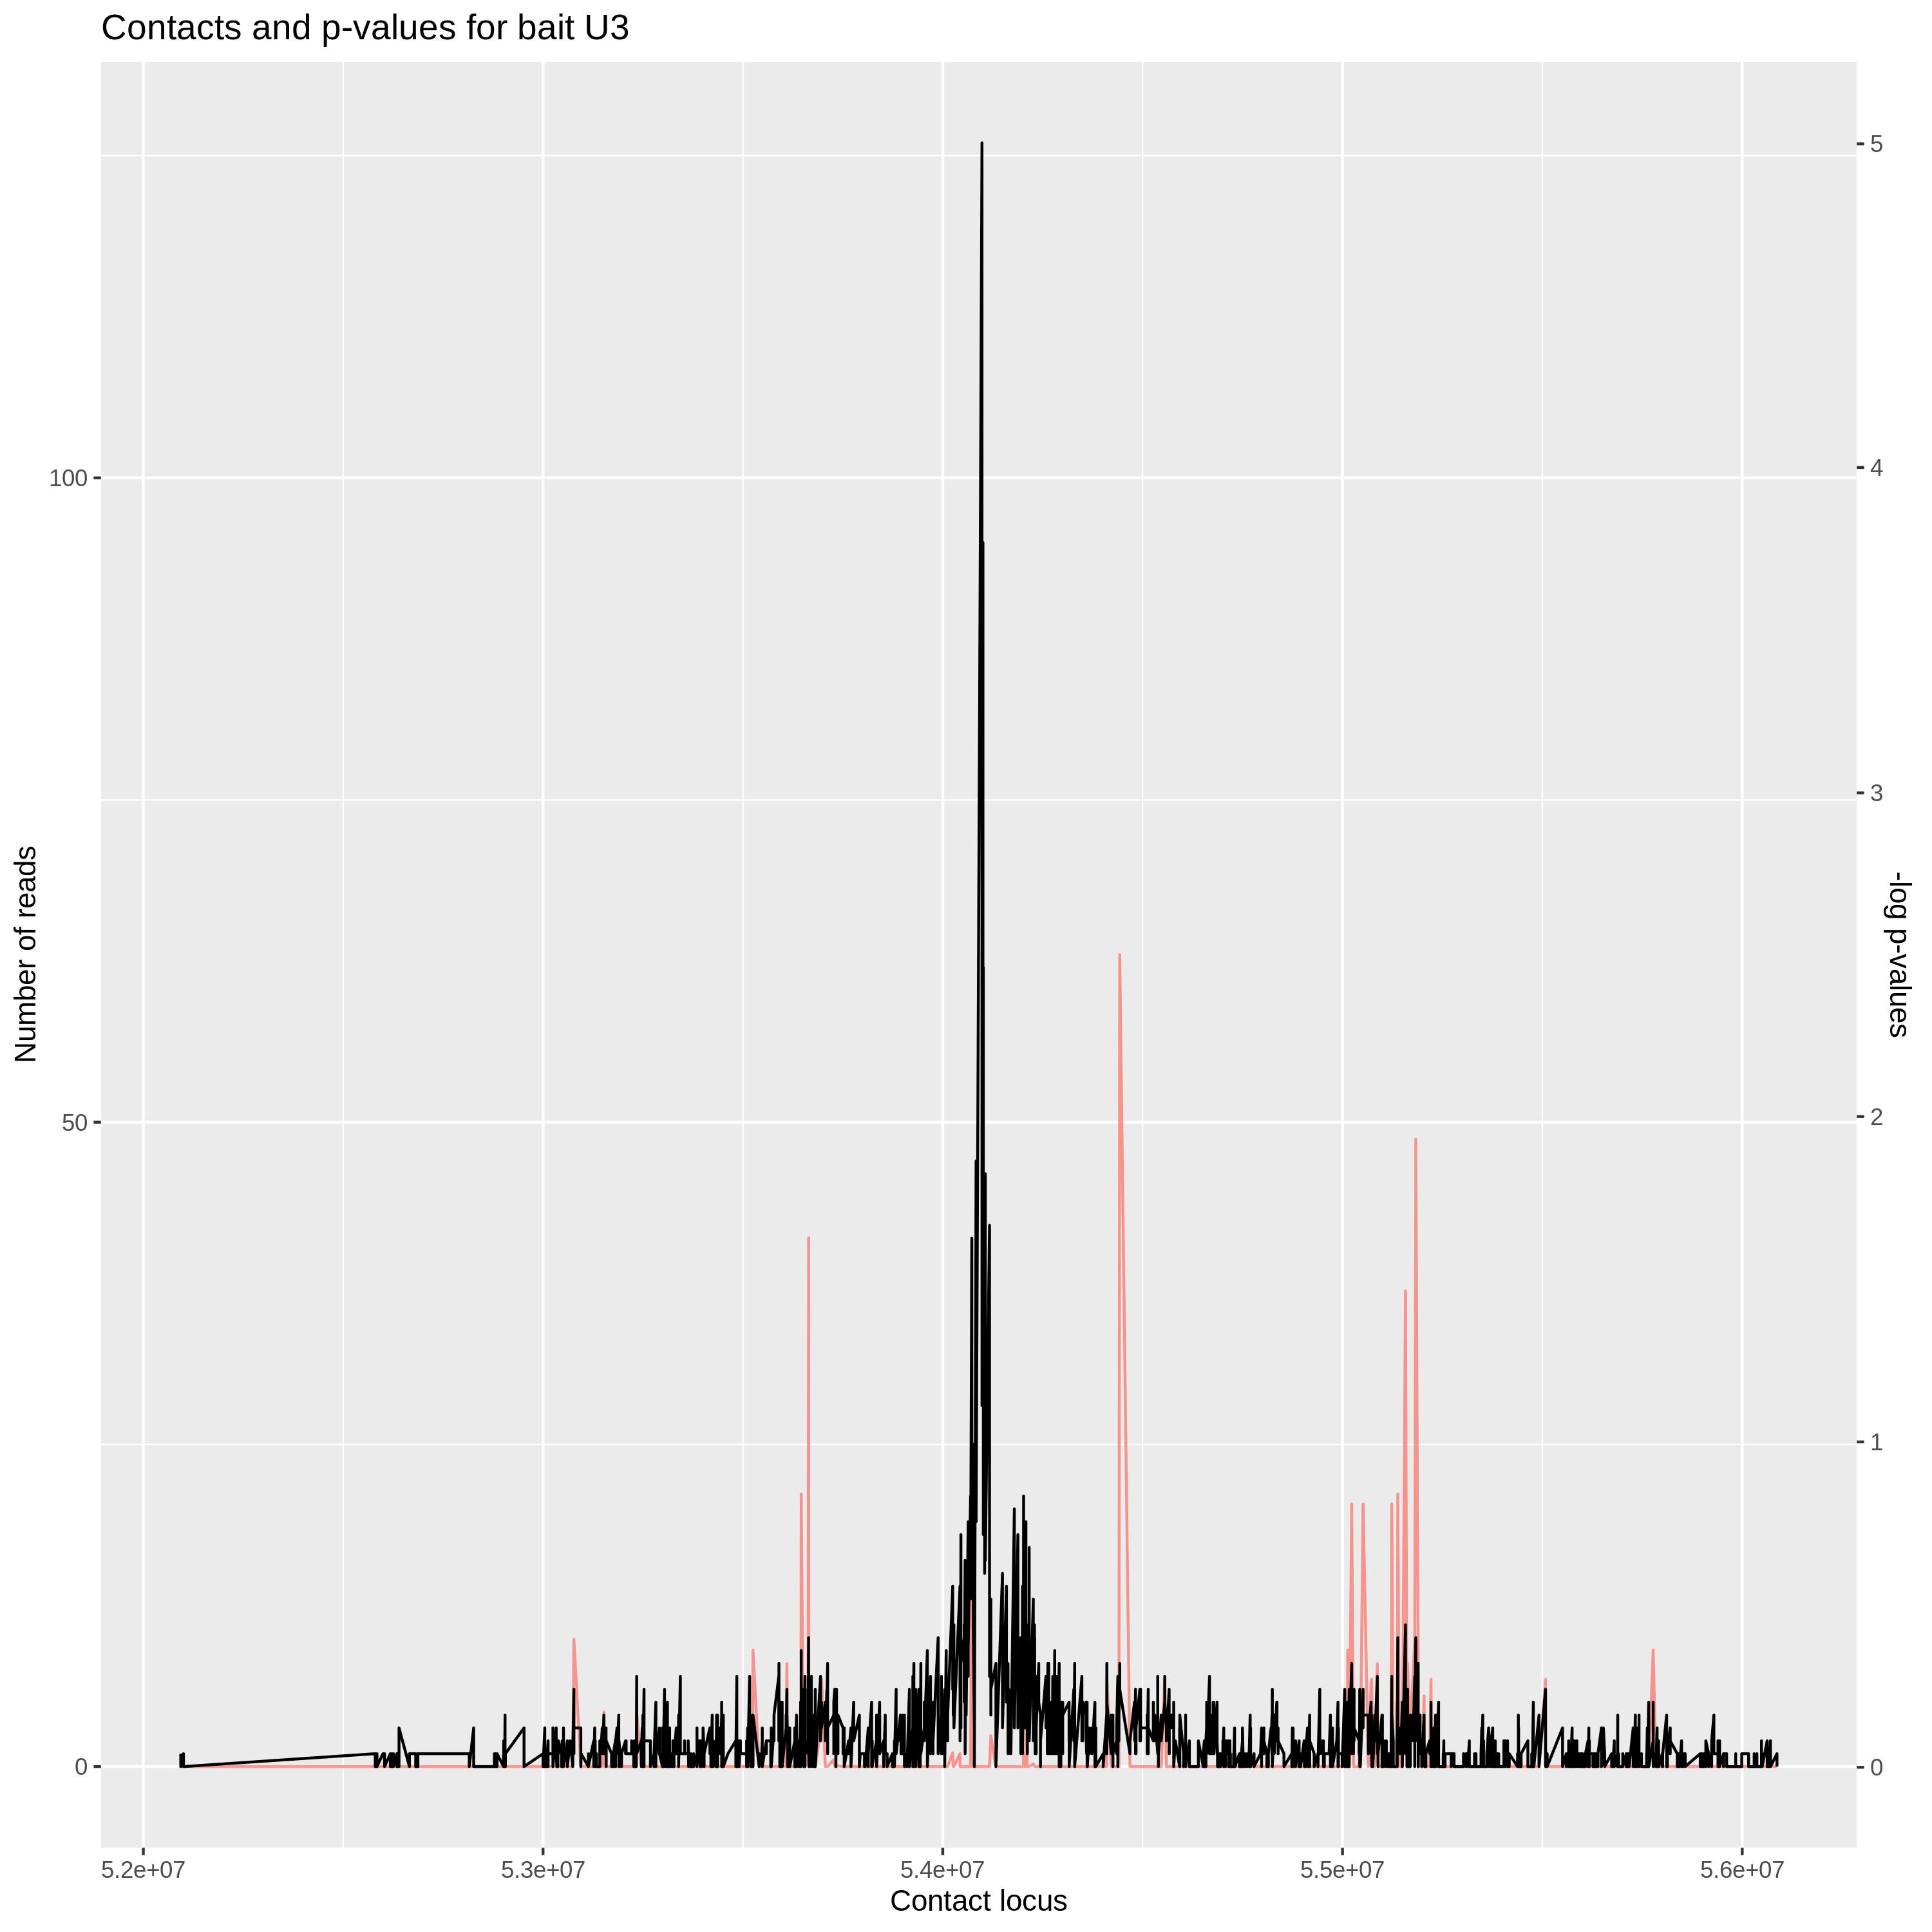 Contacts and p-values for bait U3
Number of reads
100
50
0
5
4
3
2
1
0
-log p-values
5.2e+07
5.3e+07
5.4e+07
5.5e+07
5.6e+07
Contact locus